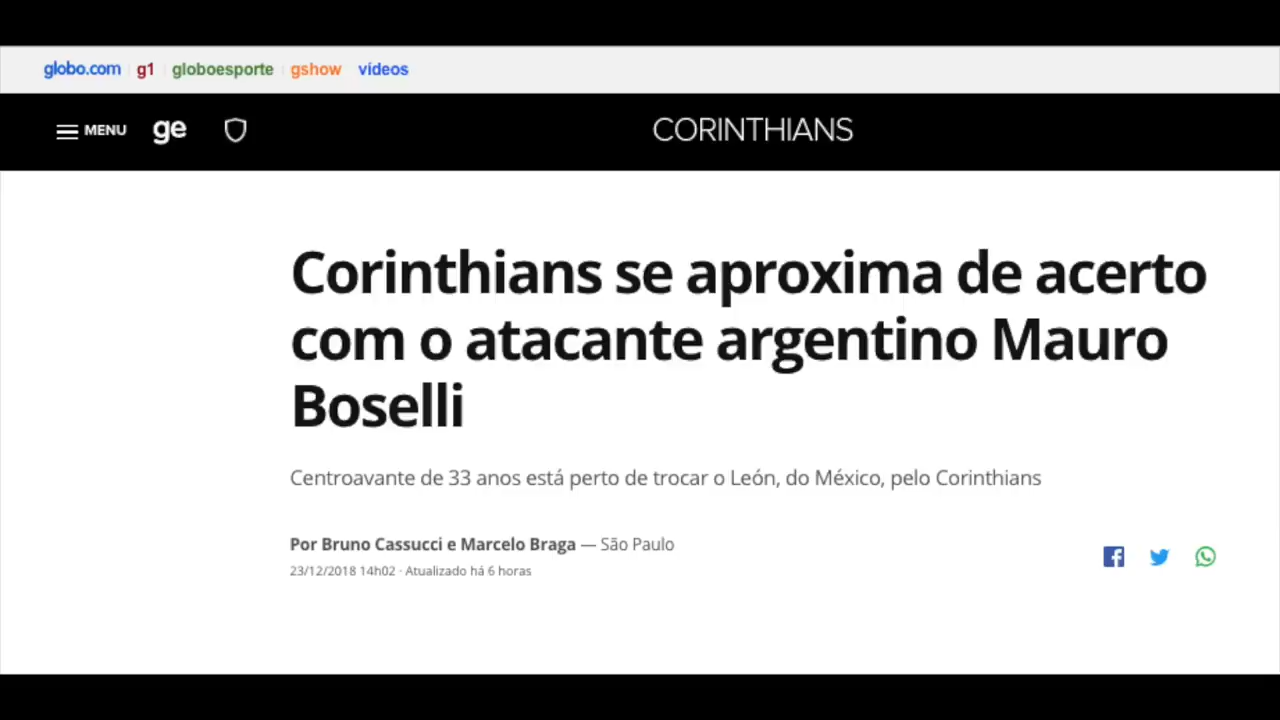 globo.com g1 globoesporte gshow vídeos
MENU ge CORINTHIANS
Corinthians se aproxima de acerto
com o atacante argentino Mauro
Boselli
Centroavante de 33 anos está perto de trocar o León, do México, pelo Corinthians
Por Bruno Cassucci e Marcelo Braga — São Paulo
23/12/2018 14h02 · Atualizado há 6 horas